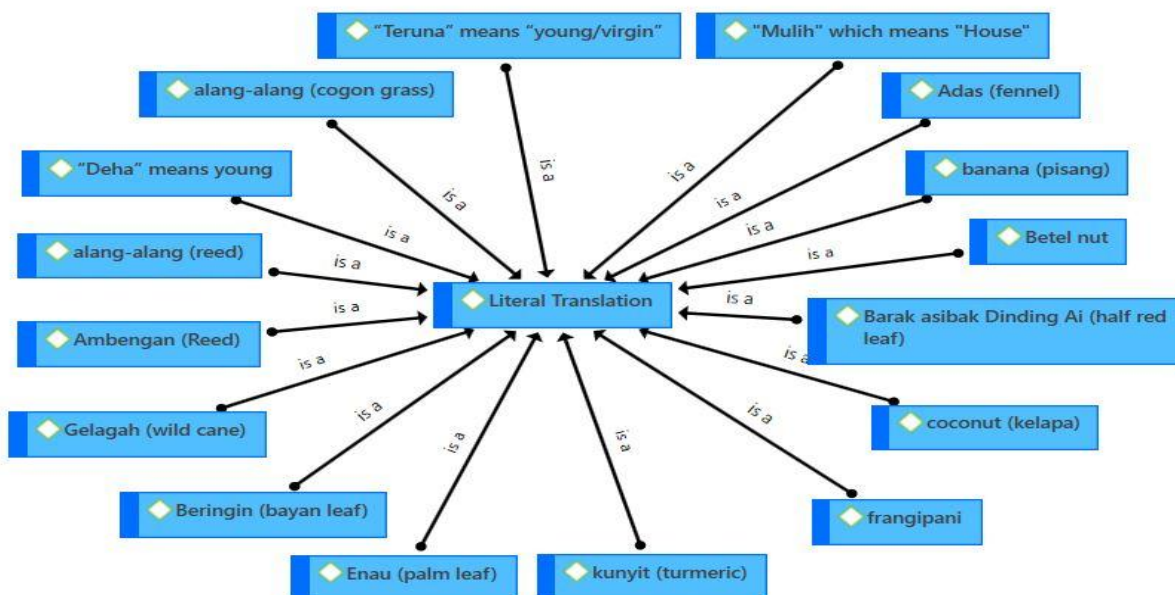 “Teruna” means “young/virgin”
"Mulih" which means "House"
alang-alang (cogon grass)
Adas (fennel)
“Deha” means young
banana (pisang)
is a
is a
is a
is a
is a
is a
alang-alang (reed)
is a
is a
Betel nut
is a
Literal Translation
is a
Ambengan (Reed)
is a
Barak asibak Dinding Ai (half red
leaf)
is a
is a
Gelagah (wild cane)
is a
is a
is a
is a
coconut (kelapa)
Beringin (bayan leaf)
frangipani
Enau (palm leaf)
kunyit (turmeric)